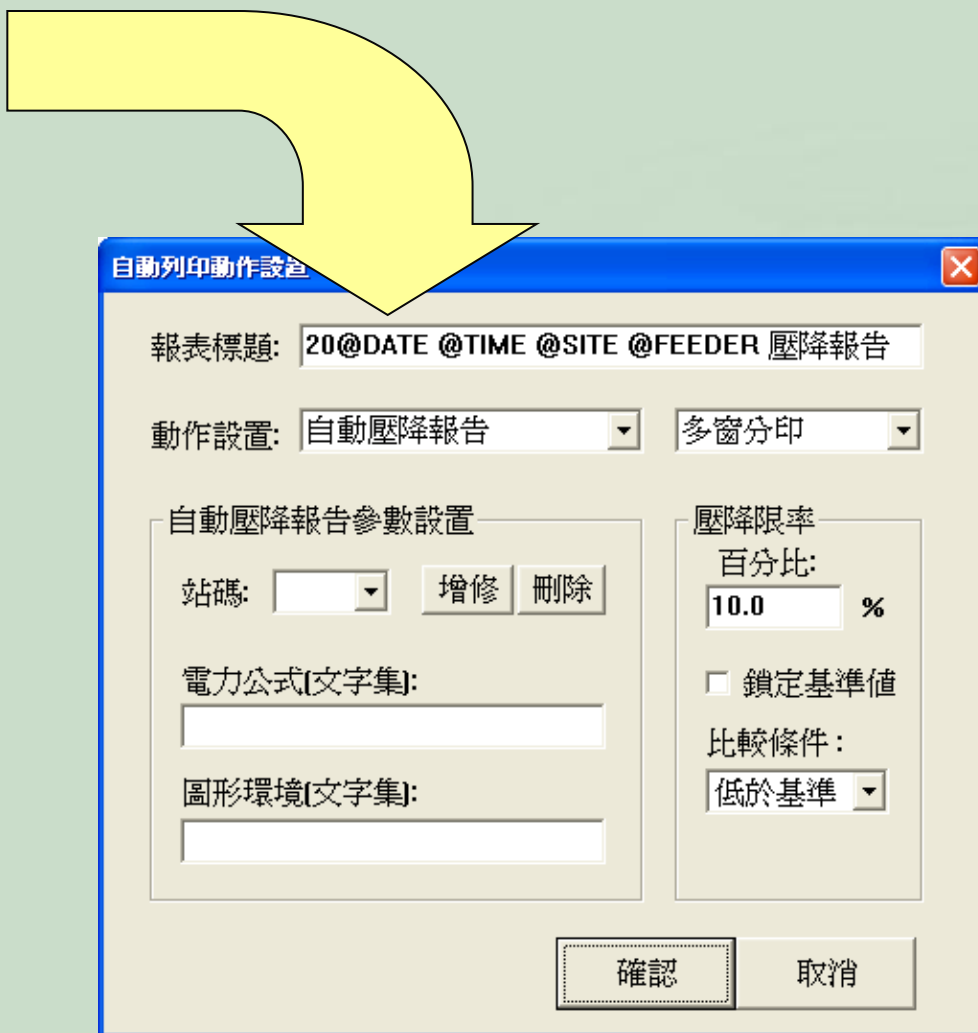 自動列印動作設置
報表標題: 20@DATE @TIME @SITE @FEEDER 壓降報告
動作設置: 自動壓降報告 多窗分印
自動壓降報告參數設置
站碼: 增修 刪除
電力公式(文字集):
圖形環境(文字集):
壓降限率
百分比:
10.0 %
鎖定基準值
比較條件:
低於基準
確認 取消